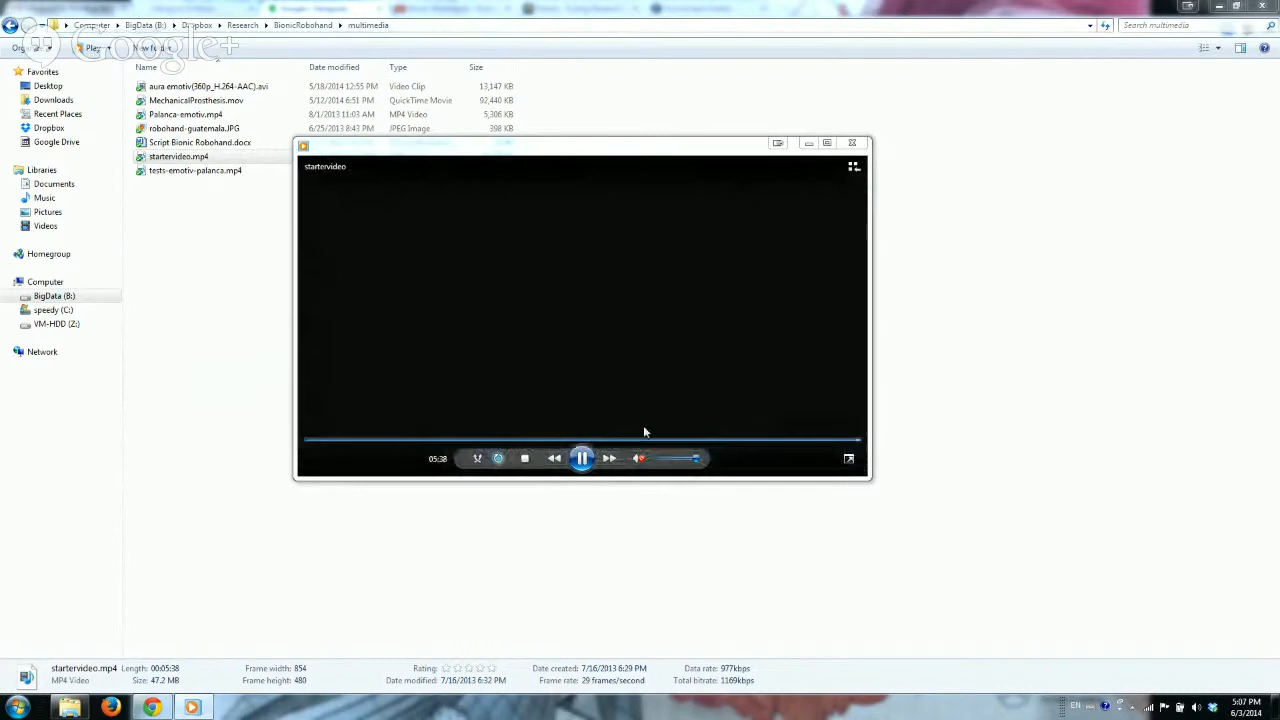 Computer BigData (B:) Dropbox Research BionicRobohand multimedia
Search multimedia
Google+
Play
New folder
Name Date modified Type Size
aura emotiv(360p_H.264-AAC).avi 5/18/2014 12:55 PM Video Clip 13,147 KB
MechanicalProsthesis.mov 5/12/2014 6:51 PM QuickTime Movie 92,440 KB
Palanca-emotiv.mp4 8/1/2013 11:03 AM MP4 Video 5,306 KB
robohand-guatemala.JPG 6/25/2013 8:43 PM JPEG Image 398 KB
Script Bionic Robohand.docx
startervideo.mp4
tests-emotiv-palanca.mp4
Favorites
Desktop
Downloads
Recent Places
Dropbox
Google Drive
Libraries
Documents
Music
Pictures
Videos
Homegroup
Computer
BigData (B:)
speedy (C:)
VM-HDD (Z:)
Network
startervideo
05:38
startervideo.mp4 Length: 00:05:38 Frame width: 854 Rating: Date created: 7/16/2013 6:29 PM Data rate: 977kbps
MP4 Video Size: 47.2 MB Frame height: 480 Date modified: 7/16/2013 6:32 PM Frame rate: 29 frames/second Total bitrate: 1169kbps
EN
5:07 PM
6/3/2014